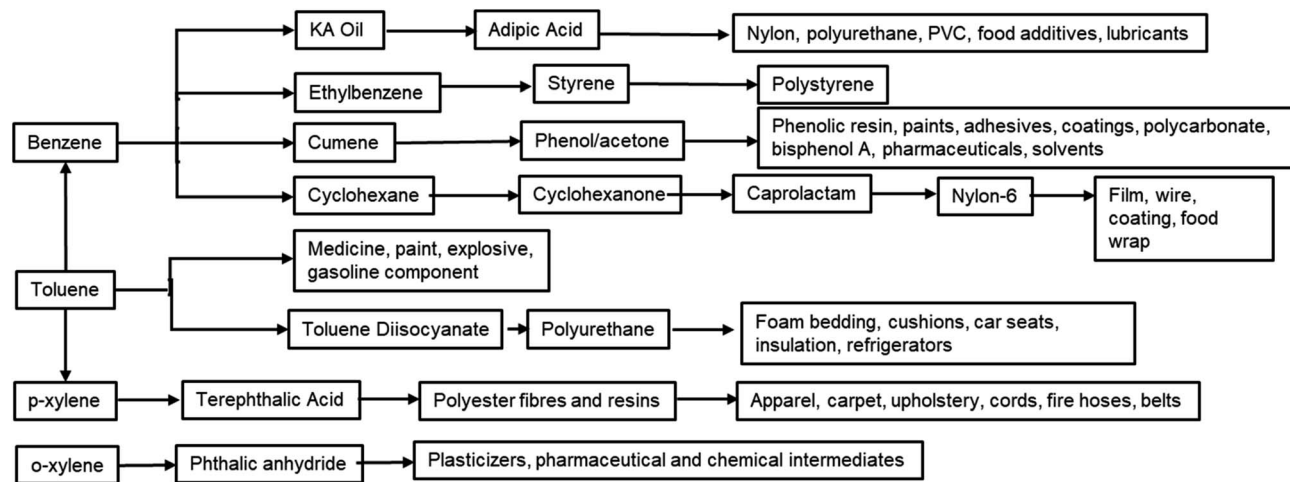 KA Oil
Adipic Acid
Nylon, polyurethane, PVC, food additives, lubricants
Ethylbenzene
Styrene
Polystyrene
Benzene
Cumene
Phenol/acetone
Phenolic resin, paints, adhesives, coatings, polycarbonate,
bisphenol A, pharmaceuticals, solvents
Cyclohexane
Cyclohexanone
Caprolactam
Nylon-6
Film, wire,
coating, food
wrap
Medicine, paint, explosive,
gasoline component
Toluene
Toluene Diisocyanate
Polyurethane
Foam bedding, cushions, car seats,
insulation, refrigerators
p-xylene
Terephthalic Acid
Polyester fibres and resins
Apparel, carpet, upholstery, cords, fire hoses, belts
o-xylene
Phthalic anhydride
Plasticizers, pharmaceutical and chemical intermediates